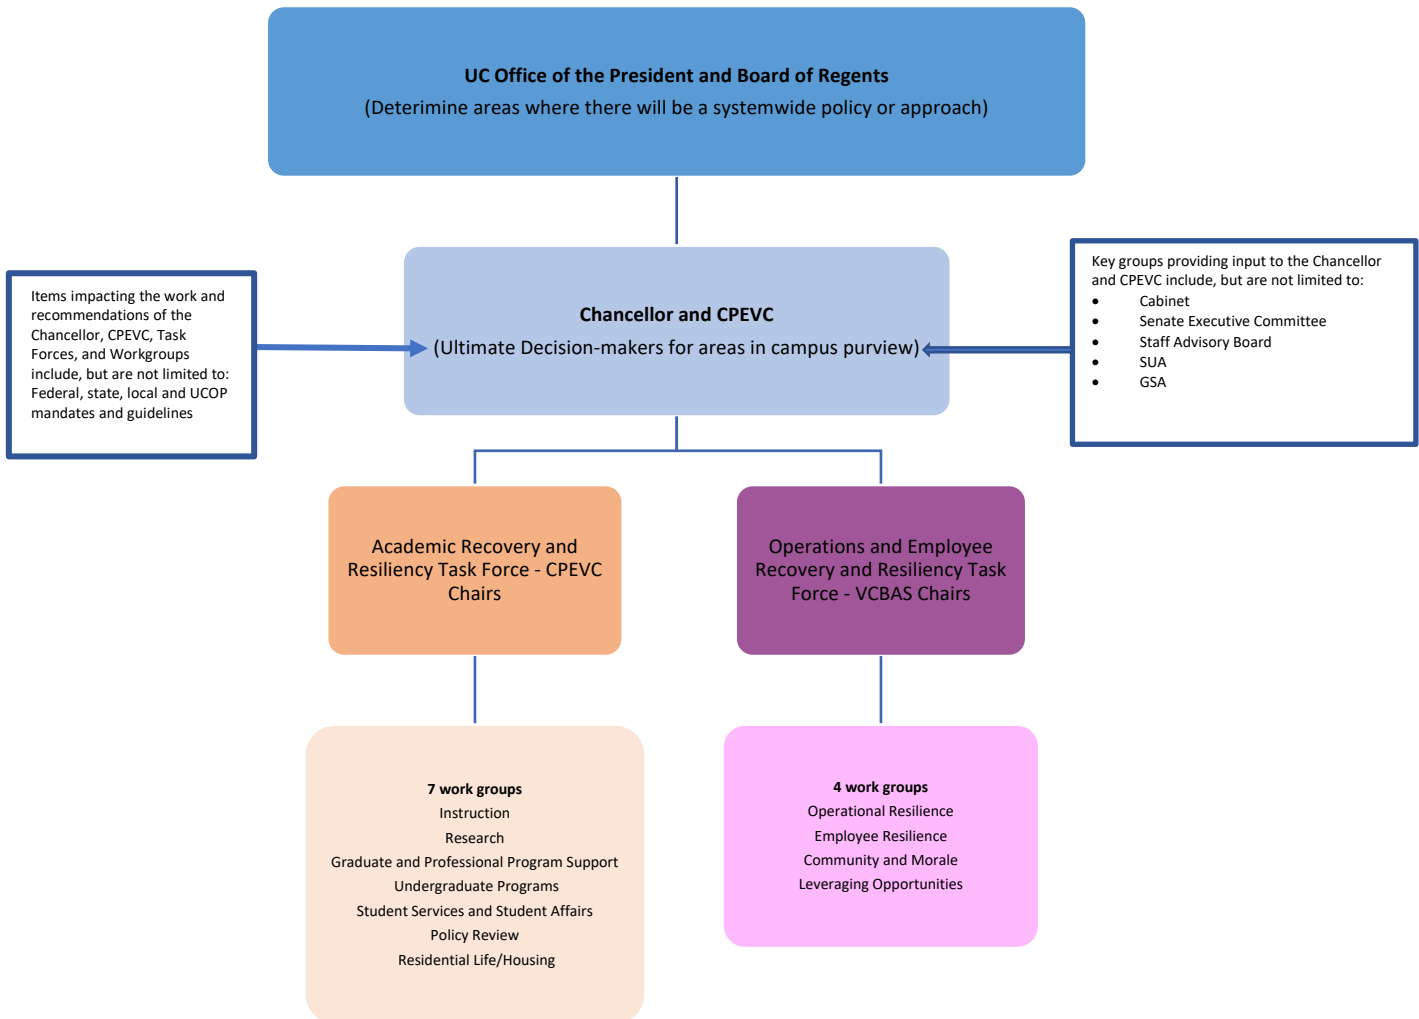 UC Office of the President and Board of Regents
(Deterimine areas where there will be a systemwide policy or approach)
Items impacting the work and
recommendations of the
Chancellor, CPEVC, Task
Forces, and Workgroups
include, but are not limited to:
Federal, state, local and UCOP
mandates and guidelines
Chancellor and CPEVC
(Ultimate Decision-makers for areas in campus purview)
Key groups providing input to the Chancellor
and CPEVC include, but are not limited to:
• Cabinet
• Senate Executive Committee
• Staff Advisory Board
• SUA
• GSA
Academic Recovery and
Resiliency Task Force - CPEVC
Chairs
Operations and Employee
Recovery and Resiliency Task
Force - VCBAS Chairs
7 work groups
Instruction
Research
Graduate and Professional Program Support
Undergraduate Programs
Student Services and Student Affairs
Policy Review
Residential Life/Housing
4 work groups
Operational Resilience
Employee Resilience
Community and Morale
Leveraging Opportunities